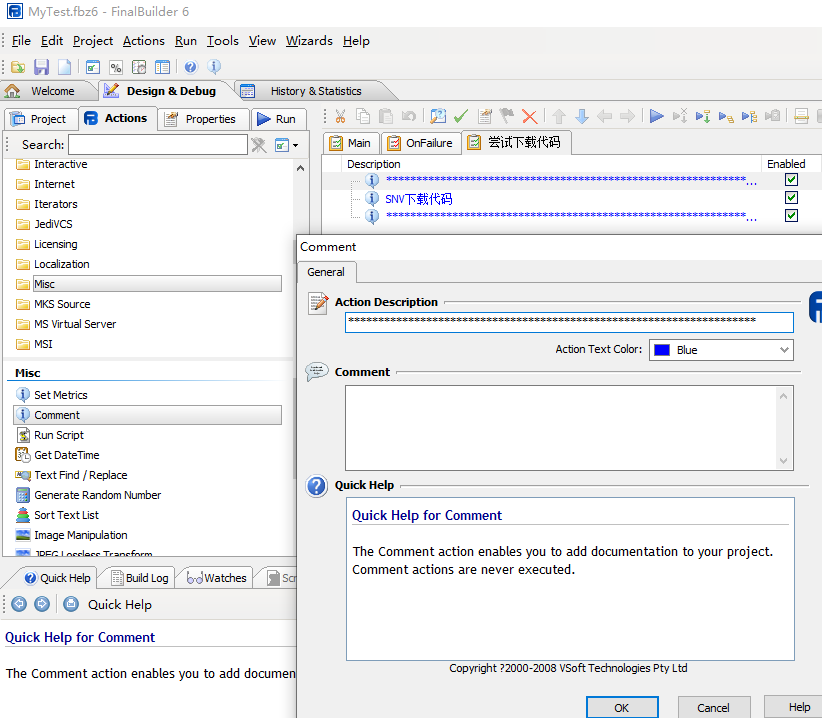 MyTest.fbz6 - FinalBuilder 6
File Edit Project Actions Run Tools View Wizards Help
Welcome Design & Debug History & Statistics
Project Actions Properties Run
Search:
Interactive
Internet
Iterators
JediVCS
Licensing
Localization
Misc
MKS Source
MS Virtual Server
MSI
Misc
Set Metrics
Comment
Run Script
Get DateTime
Text Find / Replace
Generate Random Number
Sort Text List
Image Manipulation
JPEG Lossless Transform
Quick Help Build Log Watches Scr
Quick Help
Quick Help for Comment
The Comment action enables you to add documen
Main OnFailure 尝试下载代码
Description Enabled
************************************************************...
SNV下载代码
************************************************************...
Comment
General
Action Description
********************************************************************
Action Text Color: Blue
Comment
Quick Help
Quick Help for Comment
The Comment action enables you to add documentation to your project.
Comment actions are never executed.
Copyright ?2000-2008 VSoft Technologies Pty Ltd
OK Cancel Help